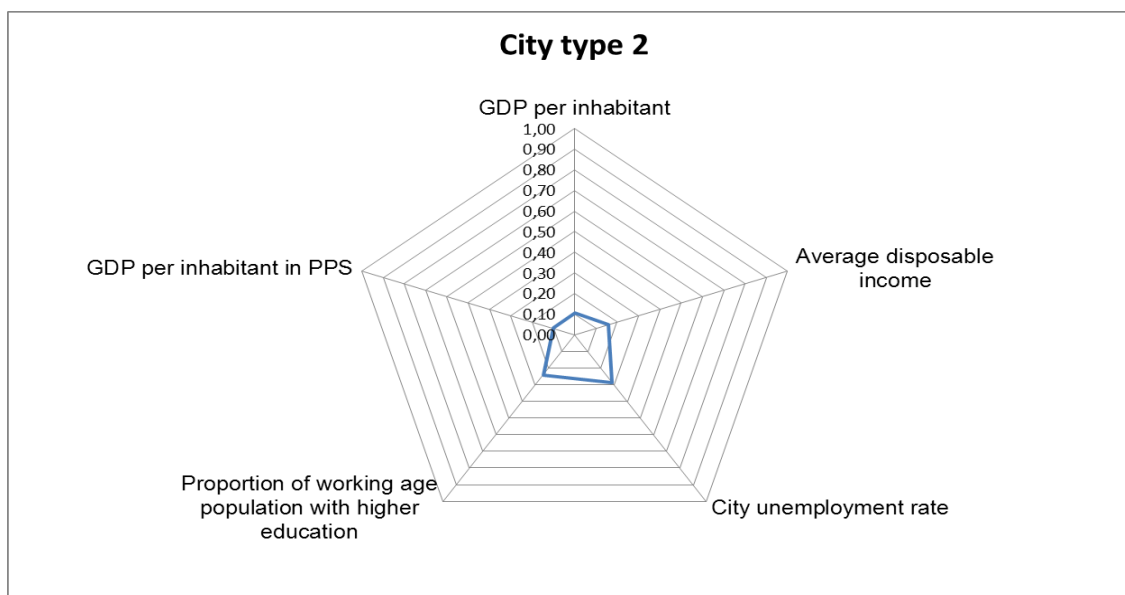 City type 2
GDP per inhabitant
1,00
0,90
0,80
0,70
0,60
0,50
0,40
0,30
0,20
0,10
0,00
Average disposable
income
City unemployment rate
Proportion of working age
population with higher
education
GDP per inhabitant in PPS